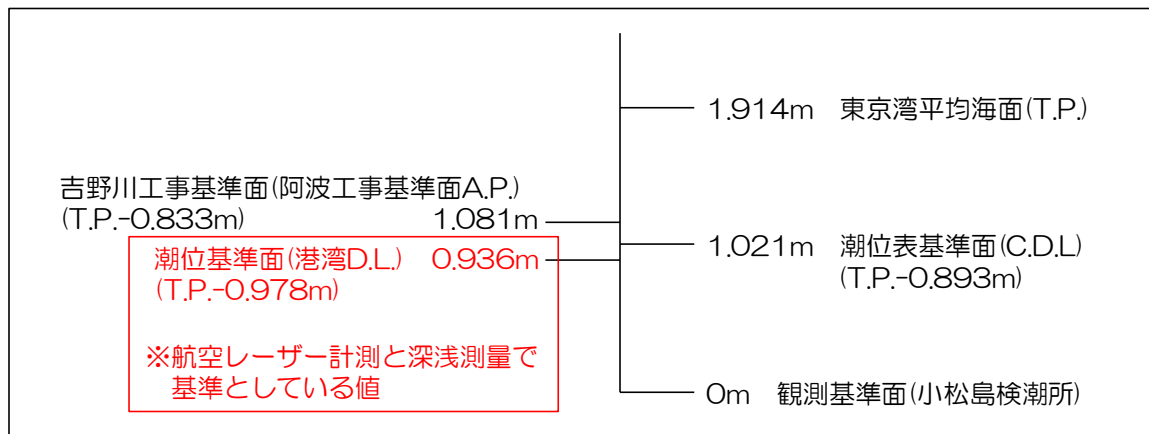 1.914m 東京湾平均海面(T.P.)
吉野川工事基準面(阿波工事基準面A.P.)
(T.P.-0.833m) 1.081m
潮位基準面(港湾D.L.) 0.936m
(T.P.-0.978m)
※航空レーザー計測と深浅測量で
基準としている値
1.021m 潮位表基準面(C.D.L)
(T.P.-0.893m)
0m 観測基準面(小松島検潮所)